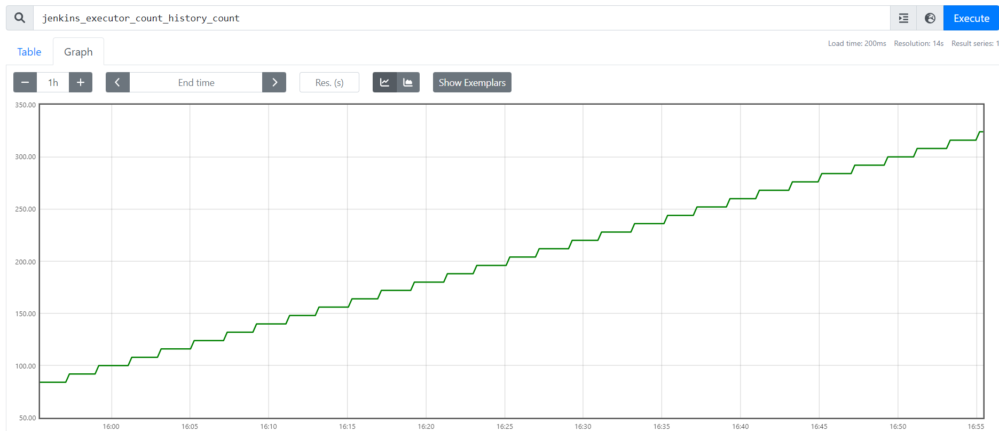 jenkins_executor_count_history_count
Execute
Load time: 200ms Resolution: 14s Result series: 1
Table
Graph
1h
End time
Res. (s)
Show Exemplars
350.00
300.00
250.00
200.00
150.00
100.00
50.00
16:00 16:05 16:10 16:15 16:20 16:25 16:30 16:35 16:40 16:45 16:50 16:55